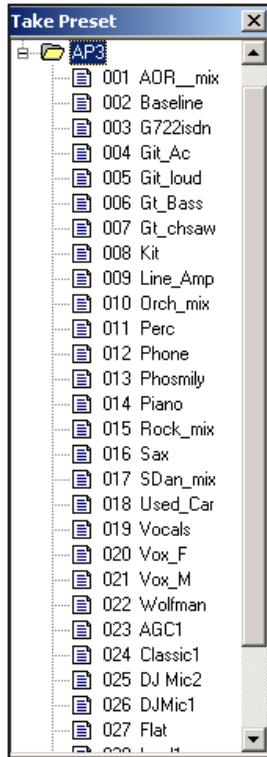 Take Preset
AP3
001 AOR__mix
002 Baseline
003 G722isdn
004 Git_Ac
005 Git_loud
006 Gt_Bass
007 Gt_chsaw
008 Kit
009 Line_Amp
010 Orch_mix
011 Perc
012 Phone
013 Phosmily
014 Piano
015 Rock_mix
016 Sax
017 SDan_mix
018 Used_Car
019 Vocals
020 Vox_F
021 Vox_M
022 Wolfman
023 AGC1
024 Classic1
025 DJ Mic2
026 DJMic1
027 Flat